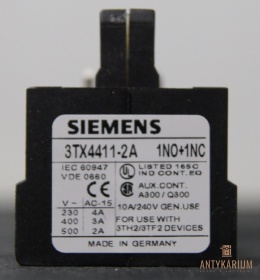 SIEMENS
3TX4411-2A 1NO+1NC
IEC 60947
VDE 0660
UL LISTED 165C
IND.CONT.EQ
AUX.CONT.
A300 / Q300
V~ AC-15
10A/240V GEN.USE
230 4A
400 3A
500 2A
FOR USE WITH
3TH2/3TF2 DEVICES
MADE IN GERMANY
ANTYKARIUM